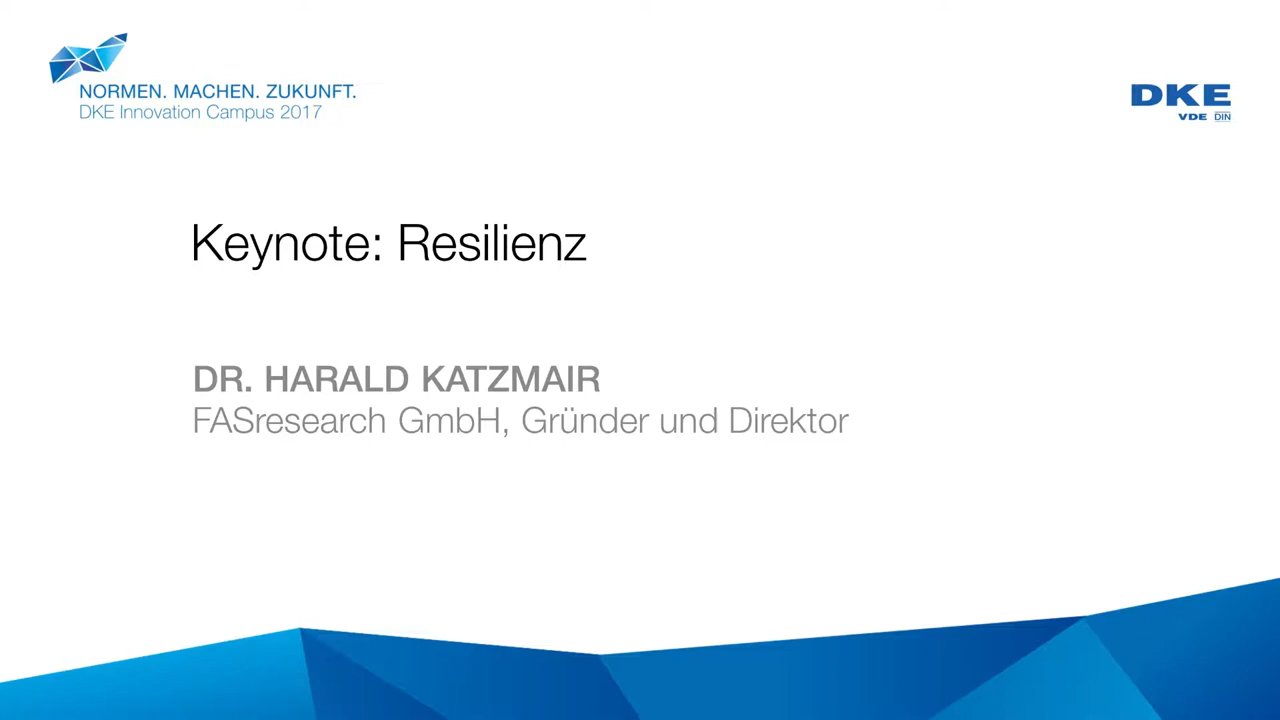 NORMEN. MACHEN. ZUKUNFT.
DKE Innovation Campus 2017
DKE
VDE DIN
Keynote: Resilienz
DR. HARALD KATZMAIR
FASresearch GmbH, Gründer und Direktor